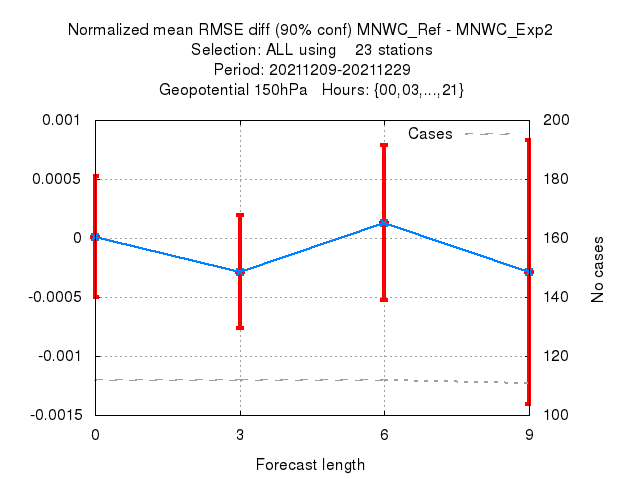 Normalized mean RMSE diff (90% conf) MNWC_Ref - MNWC_Exp2
Selection: ALL using 23 stations
Period: 20211209-20211229
Geopotential 150hPa Hours: {00,03,...,21}
Cases
0.001
0.0005
0
-0.0005
-0.001
-0.0015
200
180
160
140
120
100
No cases
0
3
6
9
Forecast length